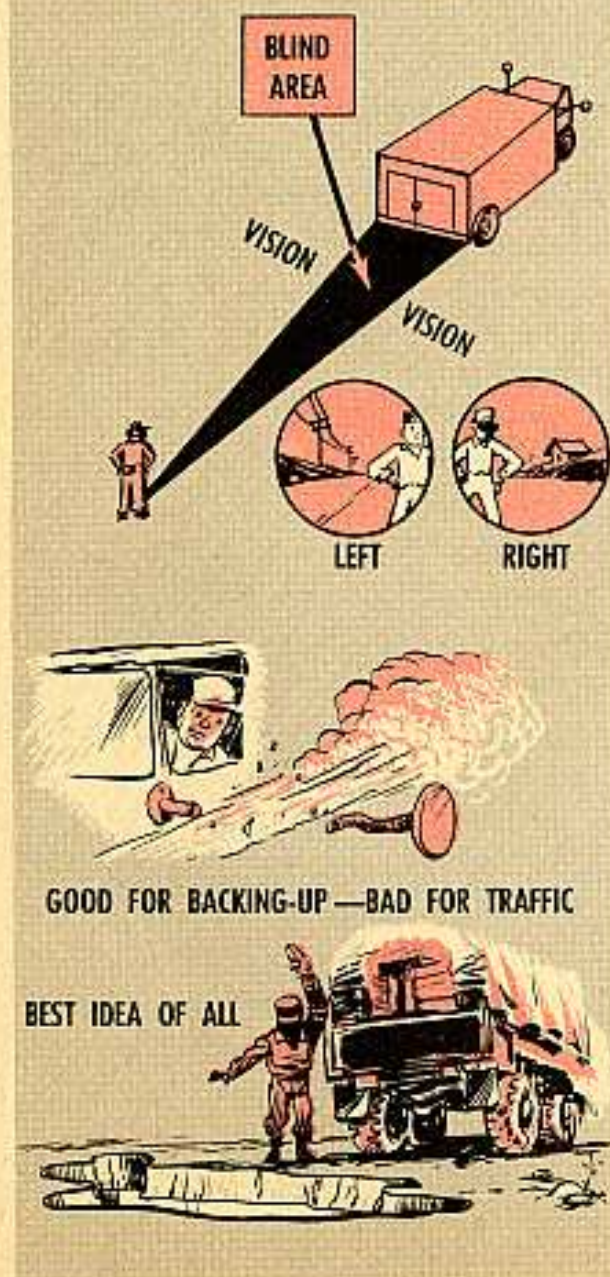 BLIND
AREA
VISION
VISION
LEFT
RIGHT
GOOD FOR BACKING-UP—BAD FOR TRAFFIC
BEST IDEA OF ALL